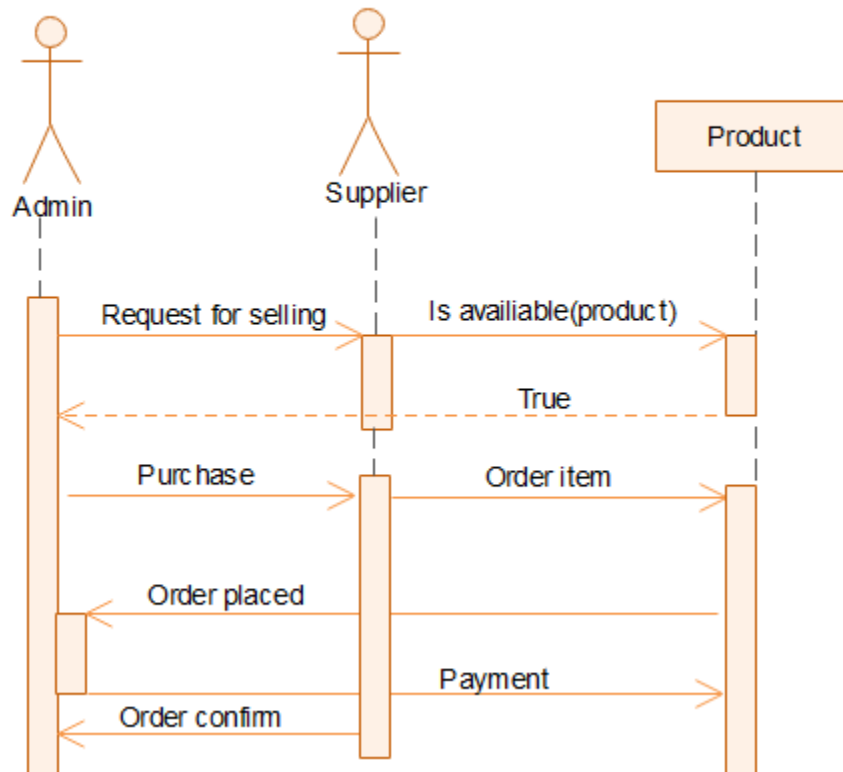 Admin
Supplier
Product
Request for selling
Is availiable(product)
True
Purchase
Order item
Order placed
Payment
Order confirm